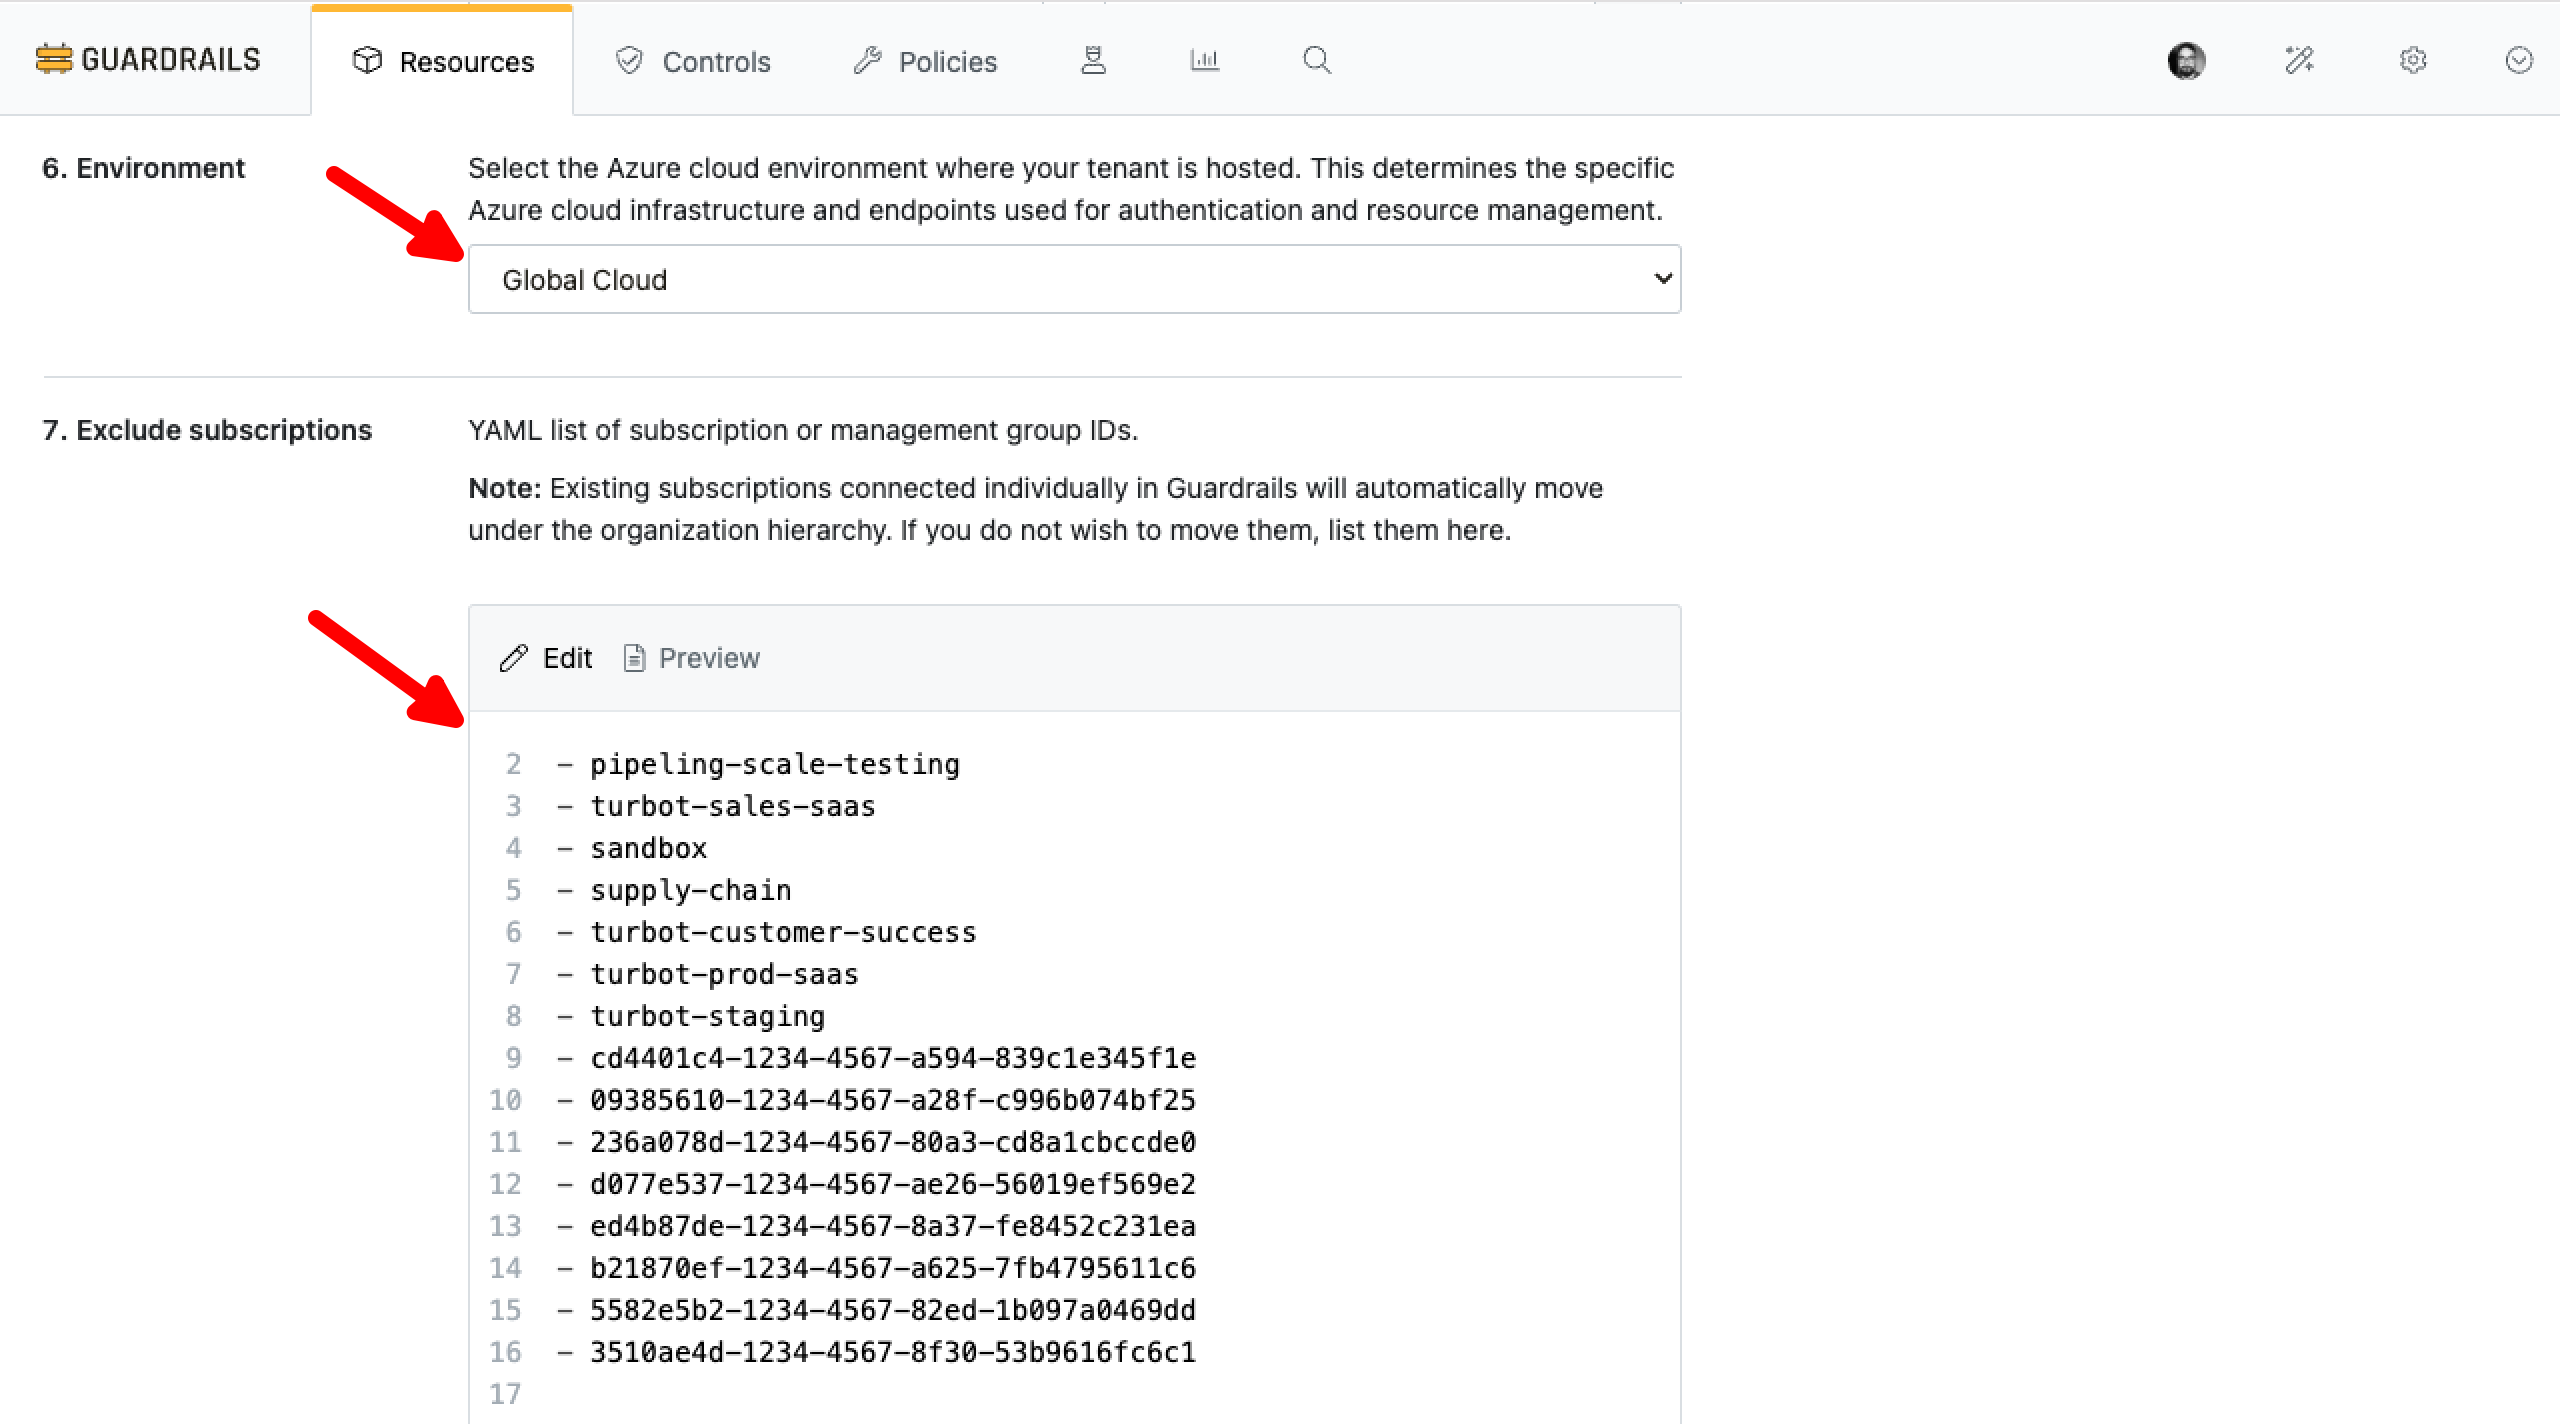 GUARDRAILS
Resources
Controls
Policies
6. Environment
Select the Azure cloud environment where your tenant is hosted. This determines the specific
Azure cloud infrastructure and endpoints used for authentication and resource management.
Global Cloud
7. Exclude subscriptions
YAML list of subscription or management group IDs.
Note: Existing subscriptions connected individually in Guardrails will automatically move
under the organization hierarchy. If you do not wish to move them, list them here.
Edit
Preview
2 - pipeling-scale-testing
3 - turbot-sales-saas
4 - sandbox
5 - supply-chain
6 - turbot-customer-success
7 - turbot-prod-saas
8 - turbot-staging
9 - cd4401c4-1234-4567-a594-839c1e345f1e
10 - 09385610-1234-4567-a28f-c996b074bf25
11 - 236a078d-1234-4567-80a3-cd8a1cbccde0
12 - d077e537-1234-4567-ae26-56019ef569e2
13 - ed4b87de-1234-4567-8a37-fe8452c231ea
14 - b21870ef-1234-4567-a625-7fb4795611c6
15 - 5582e5b2-1234-4567-82ed-1b097a0469dd
16 - 3510ae4d-1234-4567-8f30-53b9616fc6c1
17